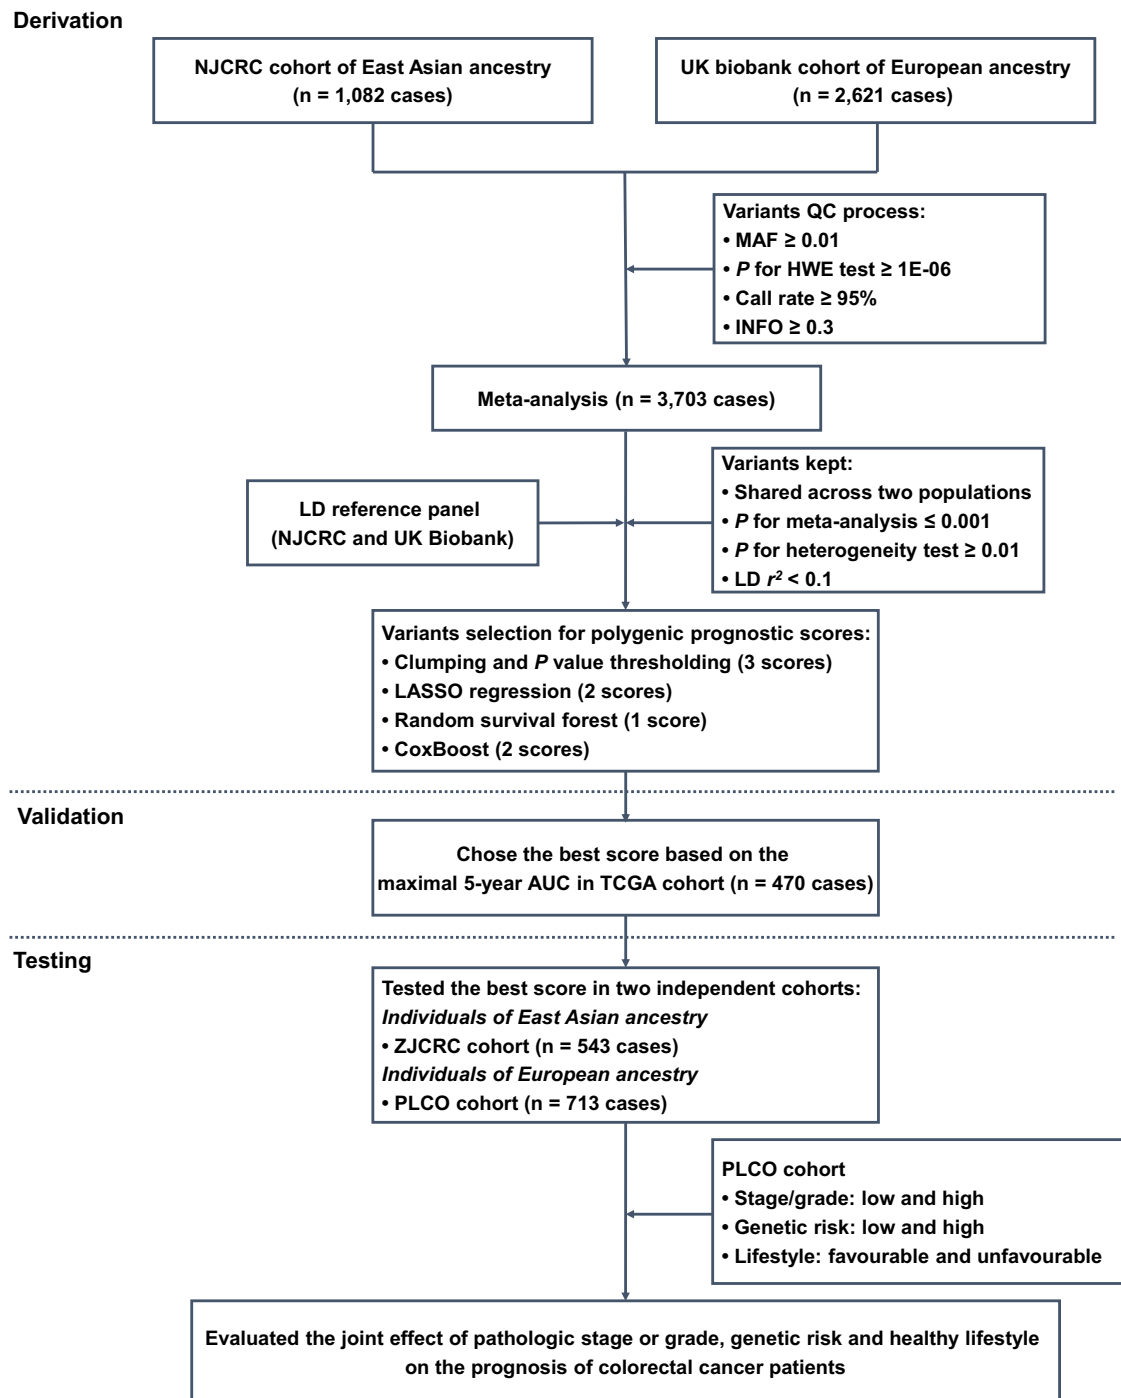 Derivation
NJCRC cohort of East Asian ancestry
(n = 1,082 cases)
UK biobank cohort of European ancestry
(n = 2,621 cases)
Variants QC process:
• MAF ≥ 0.01
• P for HWE test ≥ 1E-06
• Call rate ≥ 95%
• INFO ≥ 0.3
Meta-analysis (n = 3,703 cases)
LD reference panel
(NJCRC and UK Biobank)
Variants kept:
• Shared across two populations
• P for meta-analysis ≤ 0.001
• P for heterogeneity test ≥ 0.01
• LD r² < 0.1
Variants selection for polygenic prognostic scores:
• Clumping and P value thresholding (3 scores)
• LASSO regression (2 scores)
• Random survival forest (1 score)
• CoxBoost (2 scores)
Validation
Chose the best score based on the
maximal 5-year AUC in TCGA cohort (n = 470 cases)
Testing
Tested the best score in two independent cohorts:
Individuals of East Asian ancestry
• ZJCRC cohort (n = 543 cases)
Individuals of European ancestry
• PLCO cohort (n = 713 cases)
PLCO cohort
• Stage/grade: low and high
• Genetic risk: low and high
• Lifestyle: favourable and unfavourable
Evaluated the joint effect of pathologic stage or grade, genetic risk and healthy lifestyle
on the prognosis of colorectal cancer patients